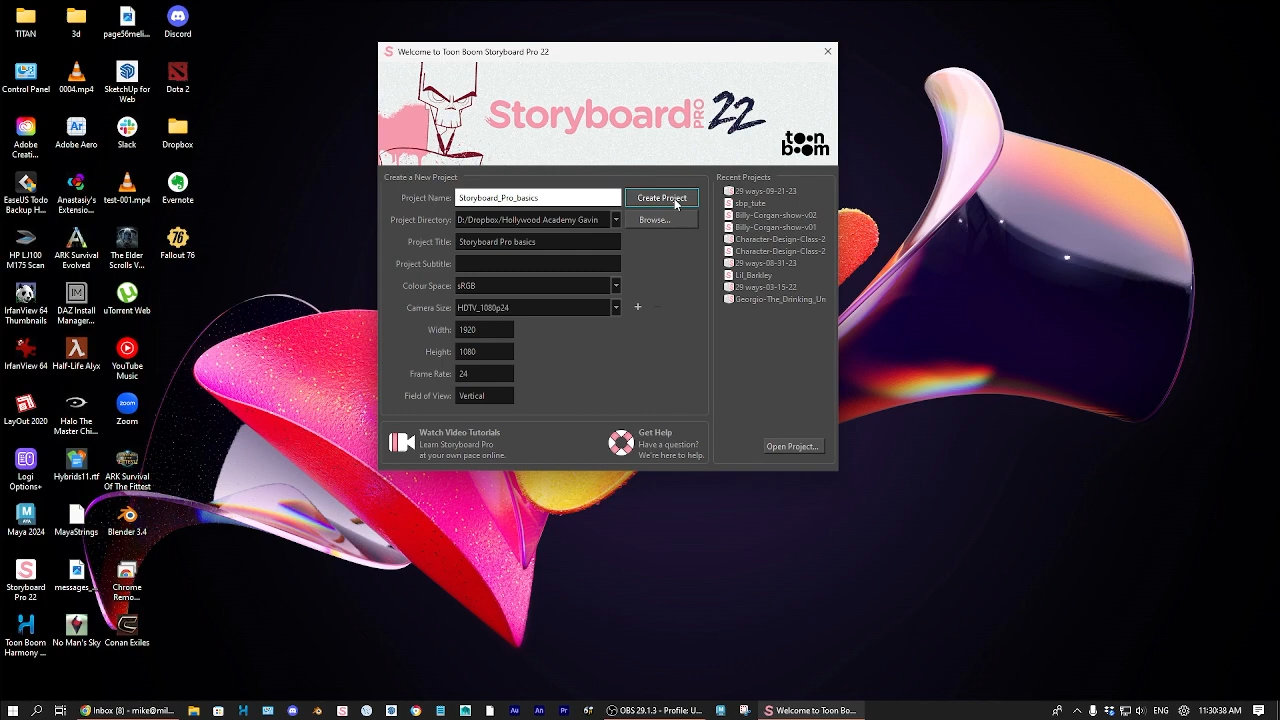 TITAN
3d
page56meli...
Discord
Control Panel
0004.mp4
SketchUp for
Web
Dota 2
Adobe
Creati...
Ar
Adobe Aero
Slack
Dropbox
EaseUS Todo
Backup H...
Anastasiy's
Extension...
test-001.mp4
Evernote
HP LJ100
M175 Scan
ARK Survival
Evolved
The Elder
Scrolls V...
76
Fallout 76
IrfanView 64
Thumbnails
DAZ Install
Manager...
uTorrent Web
IrfanView 64
Half-Life Alyx
YouTube
Music
LayOut 2020
Halo The
Master Chi...
zoom
Zoom
Logi
Options+
Hybrids11.rtf
ARK Survival
Of The Fittest
Maya 2024
MayaStrings
Blender 3.4
Storyboard
Pro 22
messages_...
Chrome
Remo...
Toon Boom
Harmony ...
No Man's Sky
Conan Exiles
Welcome to Toon Boom Storyboard Pro 22
Storyboard PRO 22
toon
boom
Create a New Project
Project Name: Storyboard_Pro_basics Create Project
Project Directory: D:/Dropbox/Hollywood Academy Gavin Browse...
Project Title: Storyboard Pro basics
Project Subtitle:
Colour Space: sRGB
Camera Size: HDTV_1080p24 +
Width: 1920
Height: 1080
Frame Rate: 24
Field of View: Vertical
Watch Video Tutorials
Learn Storyboard Pro
at your own pace online.
Get Help
Have a question?
We're here to help.
Recent Projects
29 ways-09-21-23
sbp_tute
Billy-Corgan-show-v02
Billy-Corgan-show-v01
Character-Design-Class-2
Character-Design-Class-2
29 ways-08-31-23
Lil_Barkley
29 ways-03-15-22
Georgio-The_Drinking_Un
Open Project...
Inbox (8) - mike@mil...
Au
An
Pr
OBS 29.1.3 - Profile: U...
Welcome to Toon Bo...
ENG
11:30:38 AM